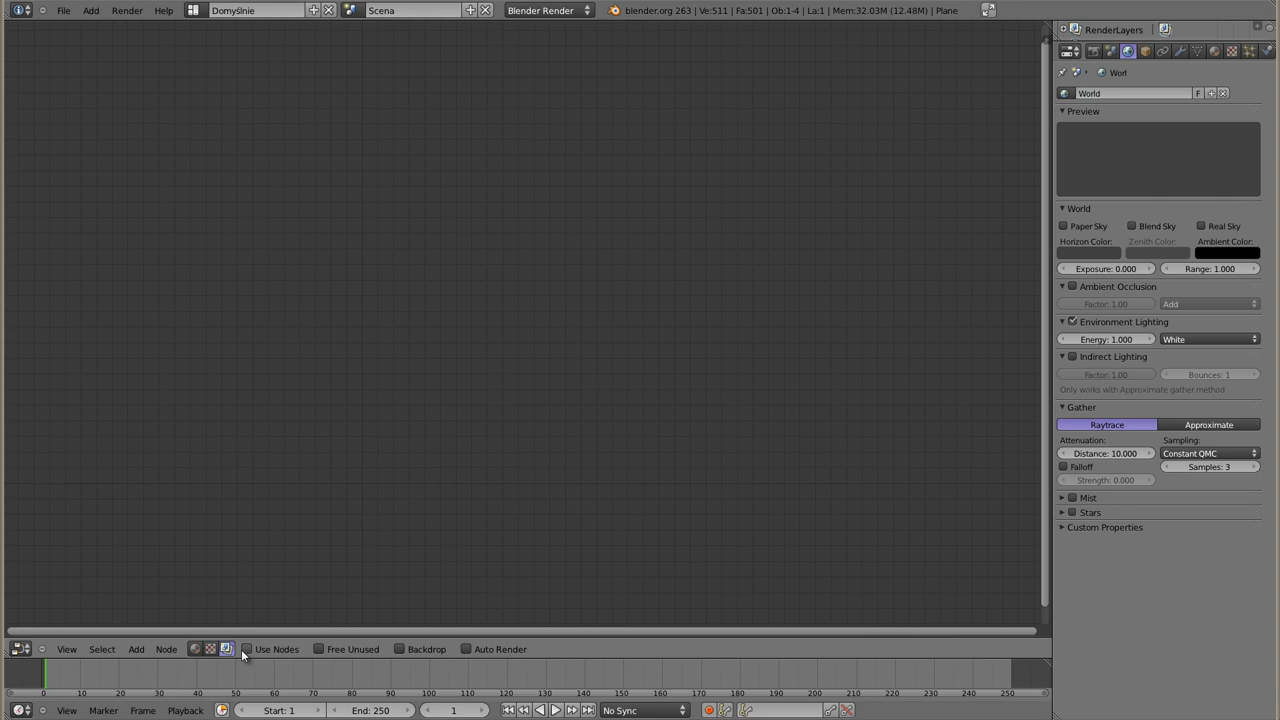 File Add Render Help Domyślnie Scena Blender Render blender.org 263 | Ve:511 | Fa:501 | Ob:1-4 | La:1 | Mem:32.03M (12.48M) | Plane
RenderLayers
Worl
World F
Preview
World
Paper Sky Blend Sky Real Sky
Horizon Color: Zenith Color: Ambient Color:
Exposure: 0.000 Range: 1.000
Ambient Occlusion
Factor: 1.00 Add
Environment Lighting
Energy: 1.000 White
Indirect Lighting
Factor: 1.00 Bounces: 1
Only works with Approximate gather method
Gather
Raytrace Approximate
Attenuation: Sampling:
Distance: 10.000 Constant QMC
Falloff Samples: 3
Strength: 0.000
Mist
Stars
Custom Properties
View Select Add Node Use Nodes Free Unused Backdrop Auto Render
0 10 20 30 40 50 60 70 80 90 100 110 120 130 140 150 160 170 180 190 200 210 220 230 240 250
View Marker Frame Playback Start: 1 End: 250 1 No Sync